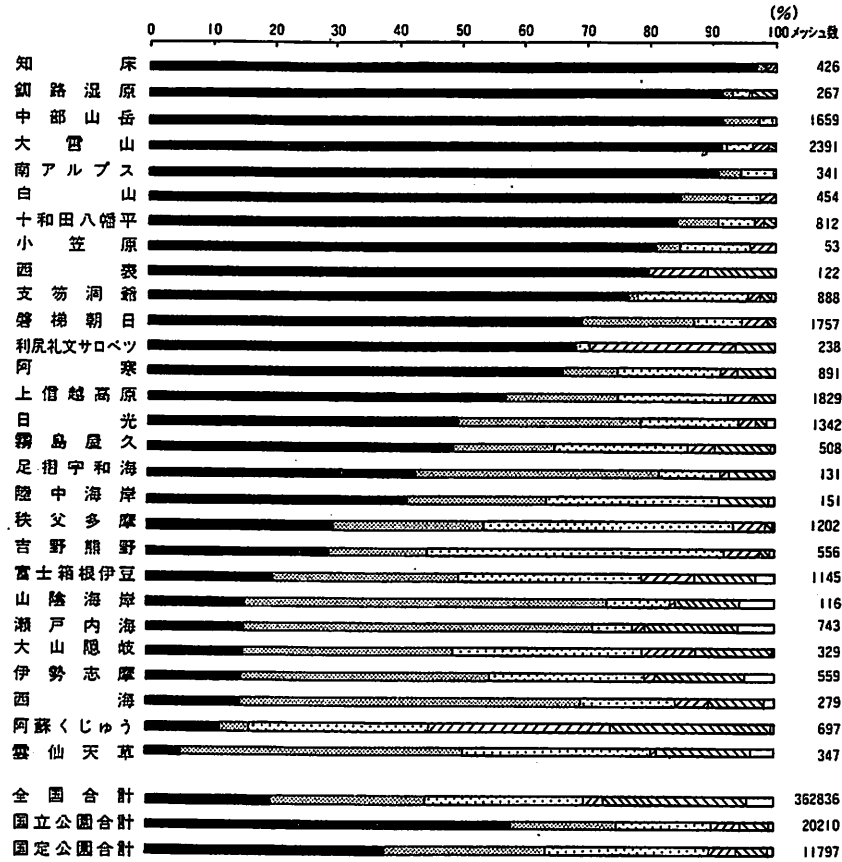 (%)
0 10 20 30 40 50 60 70 80 90 100 メッシュ数
知床 426
釧路湿原 267
中部山岳 1659
大雪山 2391
南アルプス 341
白山 454
十和田八幡平 812
小笠原 53
西表 122
支笏洞爺 888
磐梯朝日 1757
利尻礼文サロベツ 238
阿寒 891
上信越高原 1829
日光 1342
霧島屋久 508
足摺宇和海 131
陸中海岸 151
秩父多摩 1202
吉野熊野 556
富士箱根伊豆 1145
山陰海岸 116
瀬戸内海 743
大山隠岐 329
伊勢志摩 559
西海 279
阿蘇くじゅう 697
雲仙天草 347
全国合計 362836
国立公園合計 20210
国定公園合計 11797